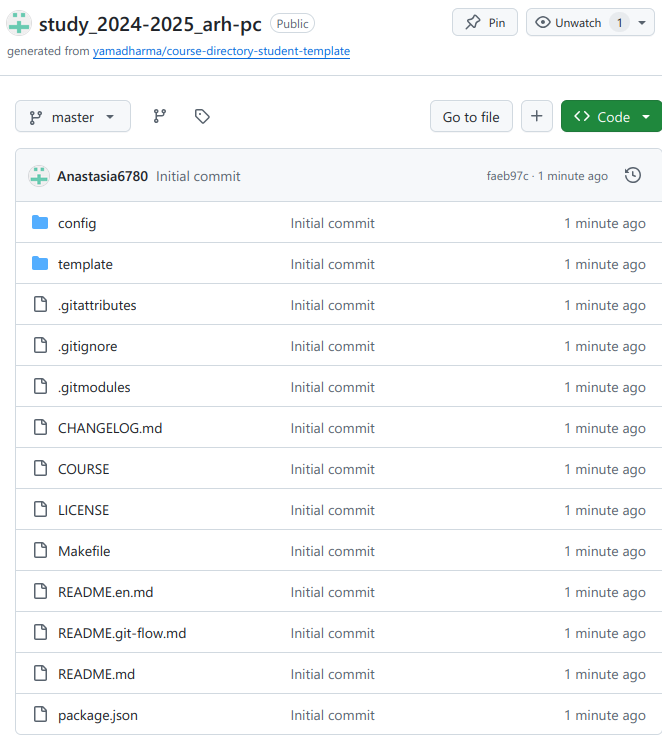 study_2024-2025_arh-pc Public Pin Unwatch 1
generated from yamadharma/course-directory-student-template
master Go to file + Code
Anastasia6780 Initial commit faeb97c · 1 minute ago
config Initial commit 1 minute ago
template Initial commit 1 minute ago
.gitattributes Initial commit 1 minute ago
.gitignore Initial commit 1 minute ago
.gitmodules Initial commit 1 minute ago
CHANGELOG.md Initial commit 1 minute ago
COURSE Initial commit 1 minute ago
LICENSE Initial commit 1 minute ago
Makefile Initial commit 1 minute ago
README.en.md Initial commit 1 minute ago
README.git-flow.md Initial commit 1 minute ago
README.md Initial commit 1 minute ago
package.json Initial commit 1 minute ago